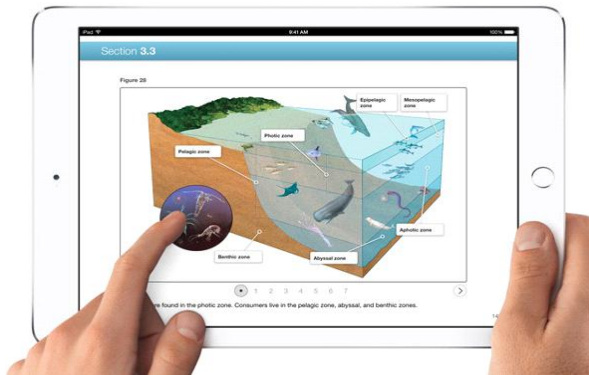 iPad
9:41 AM
100%
Section 3.3
Figure 28
Epipelagic
zone
Mesopelagic
zone
Photic zone
Pelagic zone
Aphotic zone
Benthic zone
Abyssal zone
1 2 3 4 5 6 7
are found in the photic zone. Consumers live in the pelagic zone, abyssal, and benthic zones.